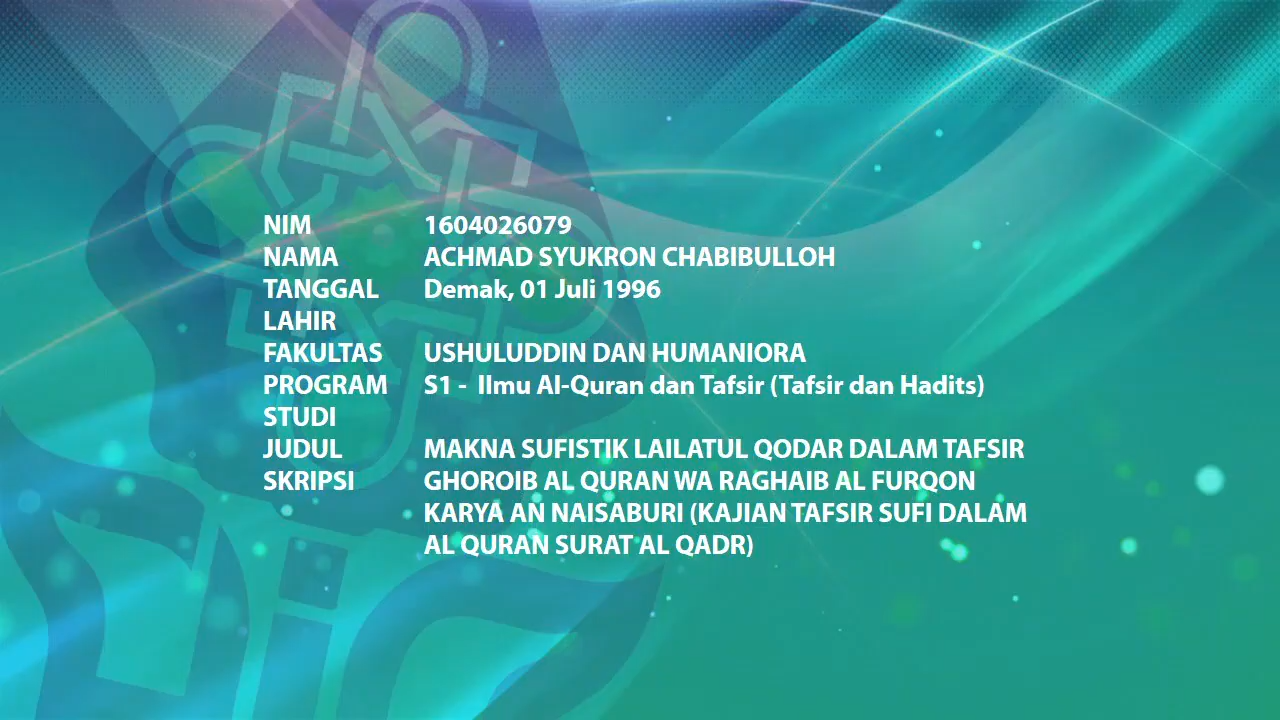 NIM 1604026079
NAMA ACHMAD SYUKRON CHABIBULLOH
TANGGAL Demak, 01 Juli 1996
LAHIR
FAKULTAS USHULUDDIN DAN HUMANIORA
PROGRAM S1 - Ilmu Al-Quran dan Tafsir (Tafsir dan Hadits)
STUDI
JUDUL MAKNA SUFISTIK LAILATUL QODAR DALAM TAFSIR
SKRIPSI GHOROIB AL QURAN WA RAGHAIB AL FURQON
KARYA AN NAISABURI (KAJIAN TAFSIR SUFI DALAM
AL QURAN SURAT AL QADR)